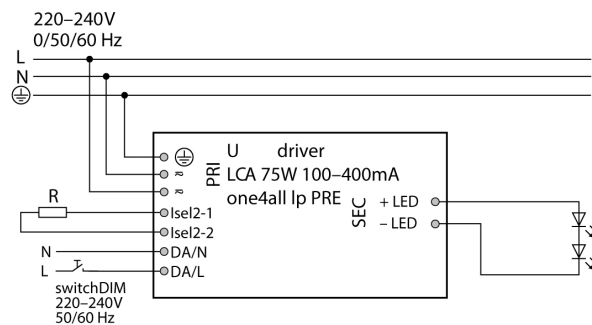 220–240V
0/50/60 Hz
L
N
U driver
LCA 75W 100–400mA
one4all lp PRE
PRI
≂
≂
SEC
+ LED
– LED
R
Isel2-1
Isel2-2
N
DA/N
L
DA/L
switchDIM
220–240V
50/60 Hz